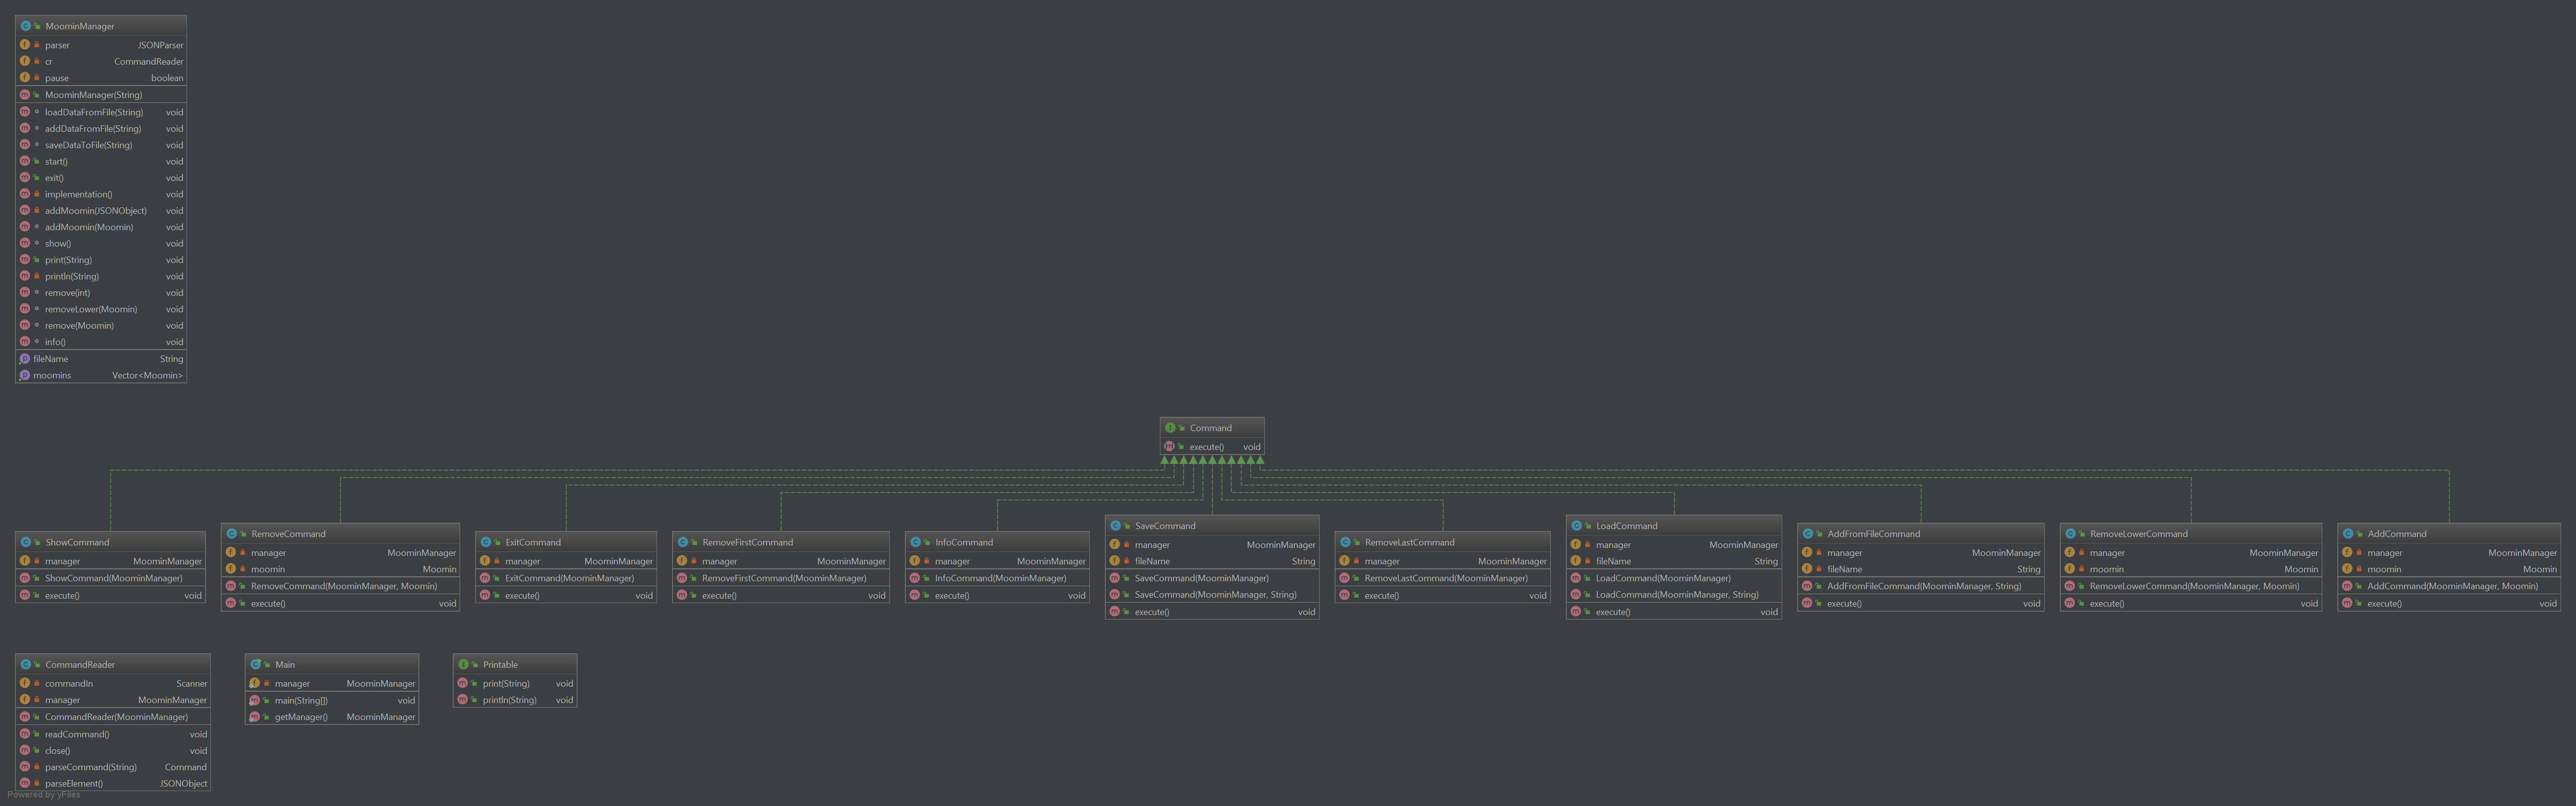 MoominManager
parser JSONParser
cr CommandReader
pause boolean
MoominManager(String)
loadDataFromFile(String) void
addDataFromFile(String) void
saveDataToFile(String) void
start() void
exit() void
implementation() void
addMoomin(JSONObject) void
addMoomin(Moomin) void
show() void
print(String) void
println(String) void
remove(int) void
removeLower(Moomin) void
remove(Moomin) void
info() void
fileName String
moomins Vector<Moomin>
Command
execute() void
ShowCommand
manager MoominManager
ShowCommand(MoominManager)
execute() void
RemoveCommand
manager MoominManager
moomin Moomin
RemoveCommand(MoominManager, Moomin)
execute() void
ExitCommand
manager MoominManager
ExitCommand(MoominManager)
execute() void
RemoveFirstCommand
manager MoominManager
RemoveFirstCommand(MoominManager)
execute() void
InfoCommand
manager MoominManager
InfoCommand(MoominManager)
execute() void
SaveCommand
manager MoominManager
fileName String
SaveCommand(MoominManager)
SaveCommand(MoominManager, String)
execute() void
RemoveLastCommand
manager MoominManager
RemoveLastCommand(MoominManager)
execute() void
LoadCommand
manager MoominManager
fileName String
LoadCommand(MoominManager)
LoadCommand(MoominManager, String)
execute() void
AddFromFileCommand
manager MoominManager
fileName String
AddFromFileCommand(MoominManager, String)
execute() void
RemoveLowerCommand
manager MoominManager
moomin Moomin
RemoveLowerCommand(MoominManager, Moomin)
execute() void
AddCommand
manager MoominManager
moomin Moomin
AddCommand(MoominManager, Moomin)
execute() void
CommandReader
commandIn Scanner
manager MoominManager
CommandReader(MoominManager)
readCommand() void
close() void
parseCommand(String) Command
parseElement() JSONObject
Main
manager MoominManager
main(String[]) void
getManager() MoominManager
Printable
print(String) void
println(String) void
Powered by yFiles